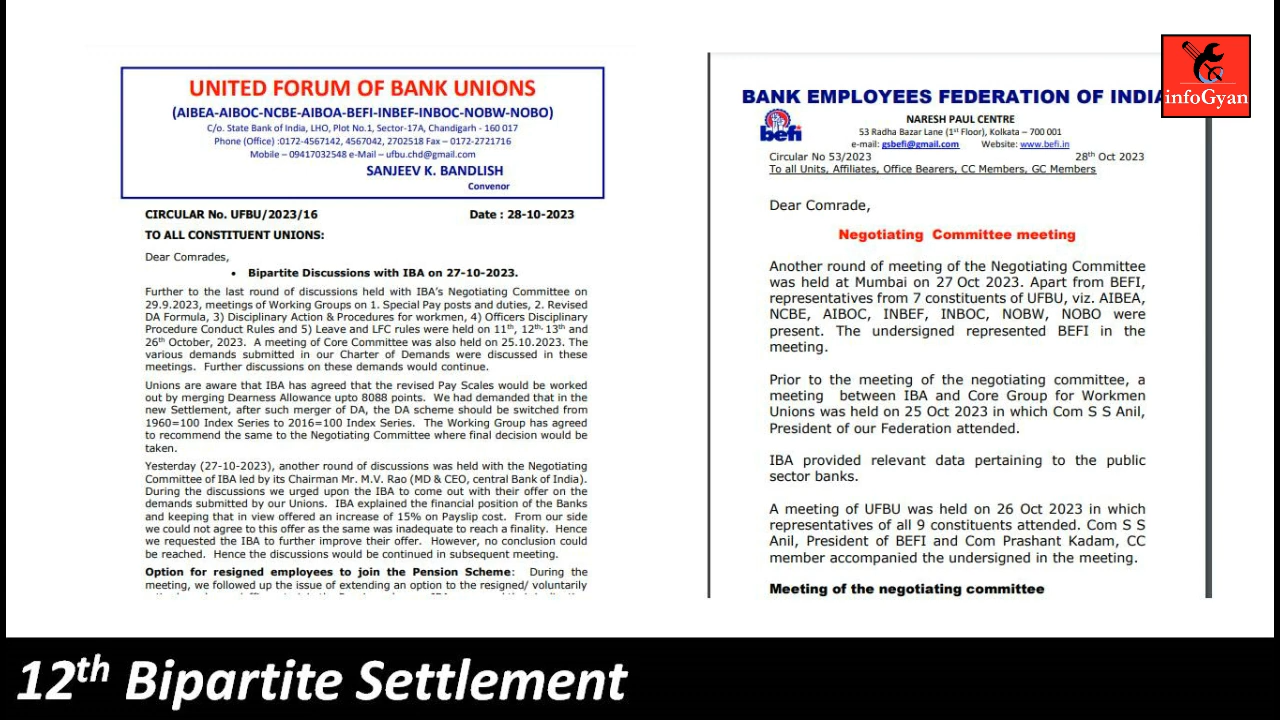 UNITED FORUM OF BANK UNIONS
(AIBEA-AIBOC-NCBE-AIBOA-BEFI-INBEF-INBOC-NOBW-NOBO)
C/o. State Bank of India, LHO, Plot No.1, Sector-17A, Chandigarh - 160 017
Phone (Office) :0172-4567142, 4567042, 2702518 Fax – 0172-2721716
Mobile – 09417032548 e-Mail – ufbu.chd@gmail.com
SANJEEV K. BANDLISH
Convenor
CIRCULAR No. UFBU/2023/16 Date : 28-10-2023
TO ALL CONSTITUENT UNIONS:
Dear Comrades,
• Bipartite Discussions with IBA on 27-10-2023.
Further to the last round of discussions held with IBA's Negotiating Committee on
29.9.2023, meetings of Working Groups on 1. Special Pay posts and duties, 2. Revised
DA Formula, 3) Disciplinary Action & Procedures for workmen, 4) Officers Disciplinary
Procedure Conduct Rules and 5) Leave and LFC rules were held on 11th, 12th, 13th and
26th October, 2023. A meeting of Core Committee was also held on 25.10.2023. The
various demands submitted in our Charter of Demands were discussed in these
meetings. Further discussions on these demands would continue.
Unions are aware that IBA has agreed that the revised Pay Scales would be worked
out by merging Dearness Allowance upto 8088 points. We had demanded that in the
new Settlement, after such merger of DA, the DA scheme should be switched from
1960=100 Index Series to 2016=100 Index Series. The Working Group has agreed
to recommend the same to the Negotiating Committee where final decision would be
taken.
Yesterday (27-10-2023), another round of discussions was held with the Negotiating
Committee of IBA led by its Chairman Mr. M.V. Rao (MD & CEO, central Bank of India).
During the discussions we urged upon the IBA to come out with their offer on the
demands submitted by our Unions. IBA explained the financial position of the Banks
and keeping that in view offered an increase of 15% on Payslip cost. From our side
we could not agree to this offer as the same was inadequate to reach a finality. Hence
we requested the IBA to further improve their offer. However, no conclusion could
be reached. Hence the discussions would be continued in subsequent meeting.
Option for resigned employees to join the Pension Scheme: During the
meeting, we followed up the issue of extending an option to the resigned/ voluntarily
BANK EMPLOYEES FEDERATION OF INDIA
befi
NARESH PAUL CENTRE
53 Radha Bazar Lane (1st Floor), Kolkata – 700 001
e-mail: gsbefi@gmail.com Website: www.befi.in
Circular No 53/2023 28th Oct 2023
To all Units, Affiliates, Office Bearers, CC Members, GC Members
Dear Comrade,
Negotiating Committee meeting
Another round of meeting of the Negotiating Committee
was held at Mumbai on 27 Oct 2023. Apart from BEFI,
representatives from 7 constituents of UFBU, viz. AIBEA,
NCBE, AIBOC, INBEF, INBOC, NOBW, NOBO were
present. The undersigned represented BEFI in the
meeting.
Prior to the meeting of the negotiating committee, a
meeting between IBA and Core Group for Workmen
Unions was held on 25 Oct 2023 in which Com S S Anil,
President of our Federation attended.
IBA provided relevant data pertaining to the public
sector banks.
A meeting of UFBU was held on 26 Oct 2023 in which
representatives of all 9 constituents attended. Com S S
Anil, President of BEFI and Com Prashant Kadam, CC
member accompanied the undersigned in the meeting.
Meeting of the negotiating committee
infoGyan
12th Bipartite Settlement